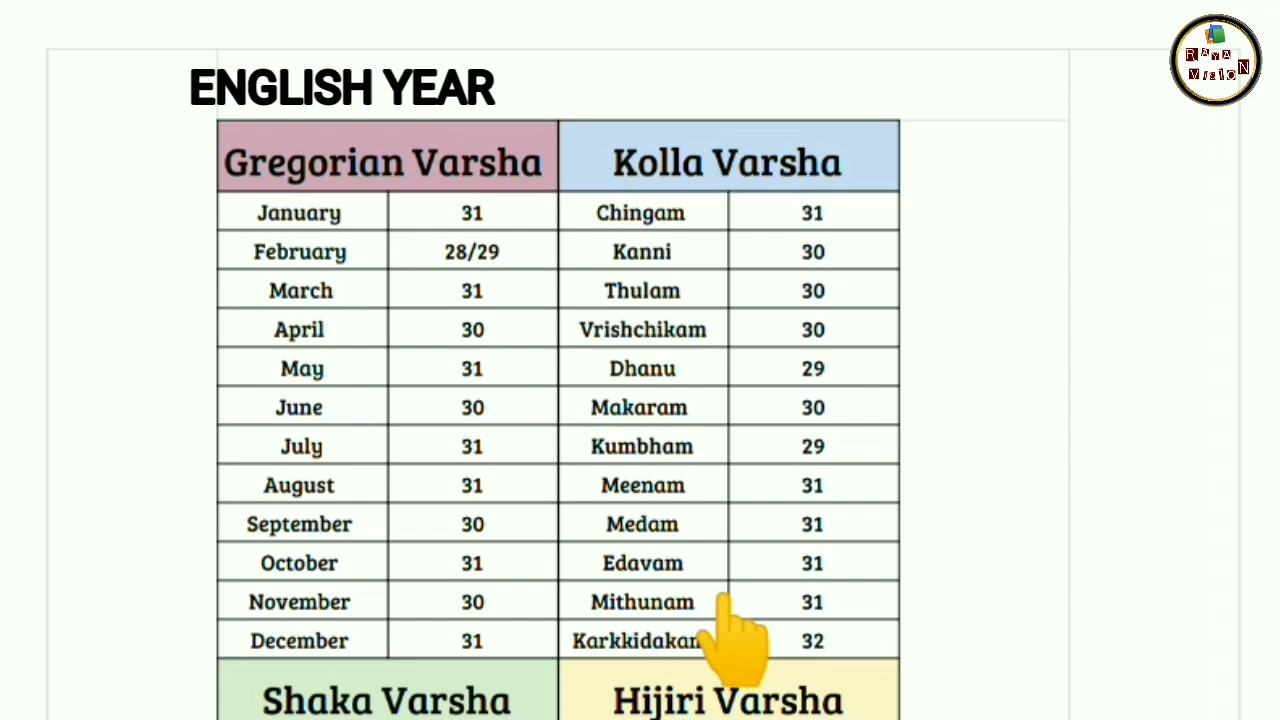 RAYA
VisioN
ENGLISH YEAR
Gregorian Varsha Kolla Varsha
January 31 Chingam 31
February 28/29 Kanni 30
March 31 Thulam 30
April 30 Vrishchikam 30
May 31 Dhanu 29
June 30 Makaram 30
July 31 Kumbham 29
August 31 Meenam 31
September 30 Medam 31
October 31 Edavam 31
November 30 Mithunam 31
December 31 Karkkidakam 32
Shaka Varsha Hijiri Varsha